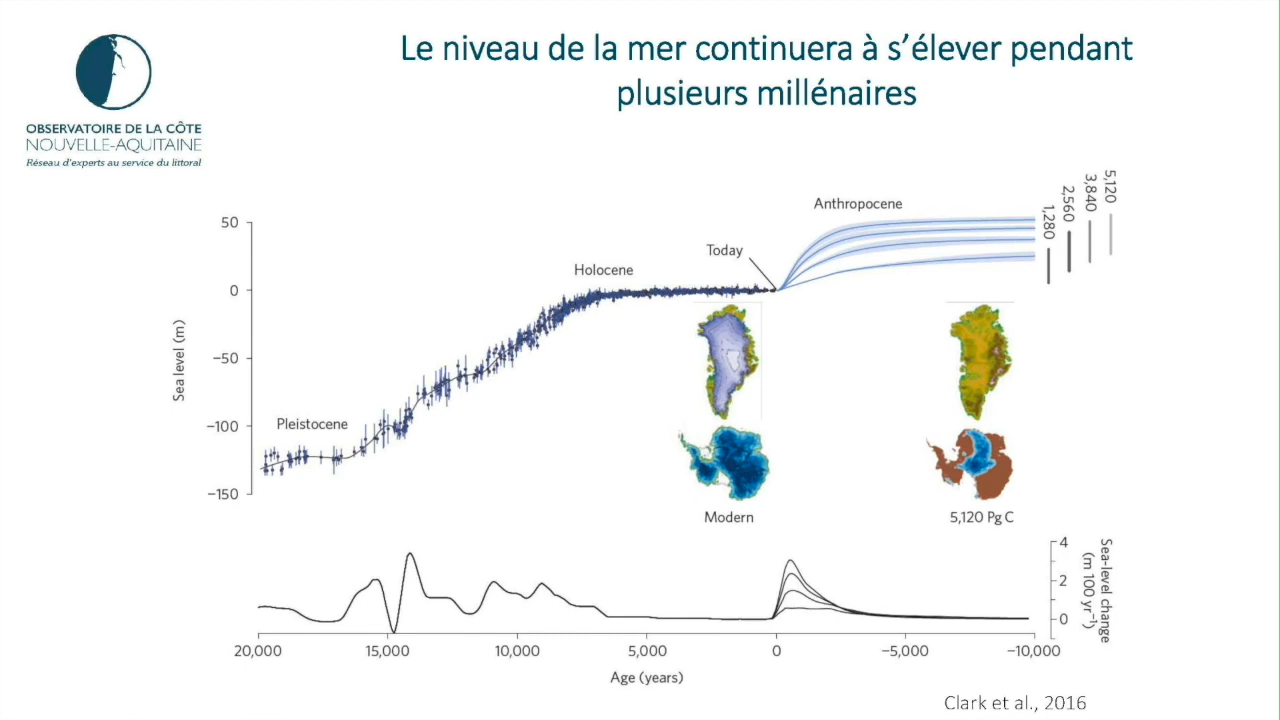 OBSERVATOIRE DE LA CÔTE
NOUVELLE-AQUITAINE
Réseau d'experts au service du littoral
Le niveau de la mer continuera à s'élever pendant
plusieurs millénaires
50
0
−50
−100
−150
Sea level (m)
Pleistocene
Holocene
Today
Anthropocene
1,280
2,560
3,840
5,120
Modern
5,120 Pg C
4
2
0
Sea-level change
(m 100 yr⁻¹)
20,000
15,000
10,000
5,000
0
−5,000
−10,000
Age (years)
Clark et al., 2016